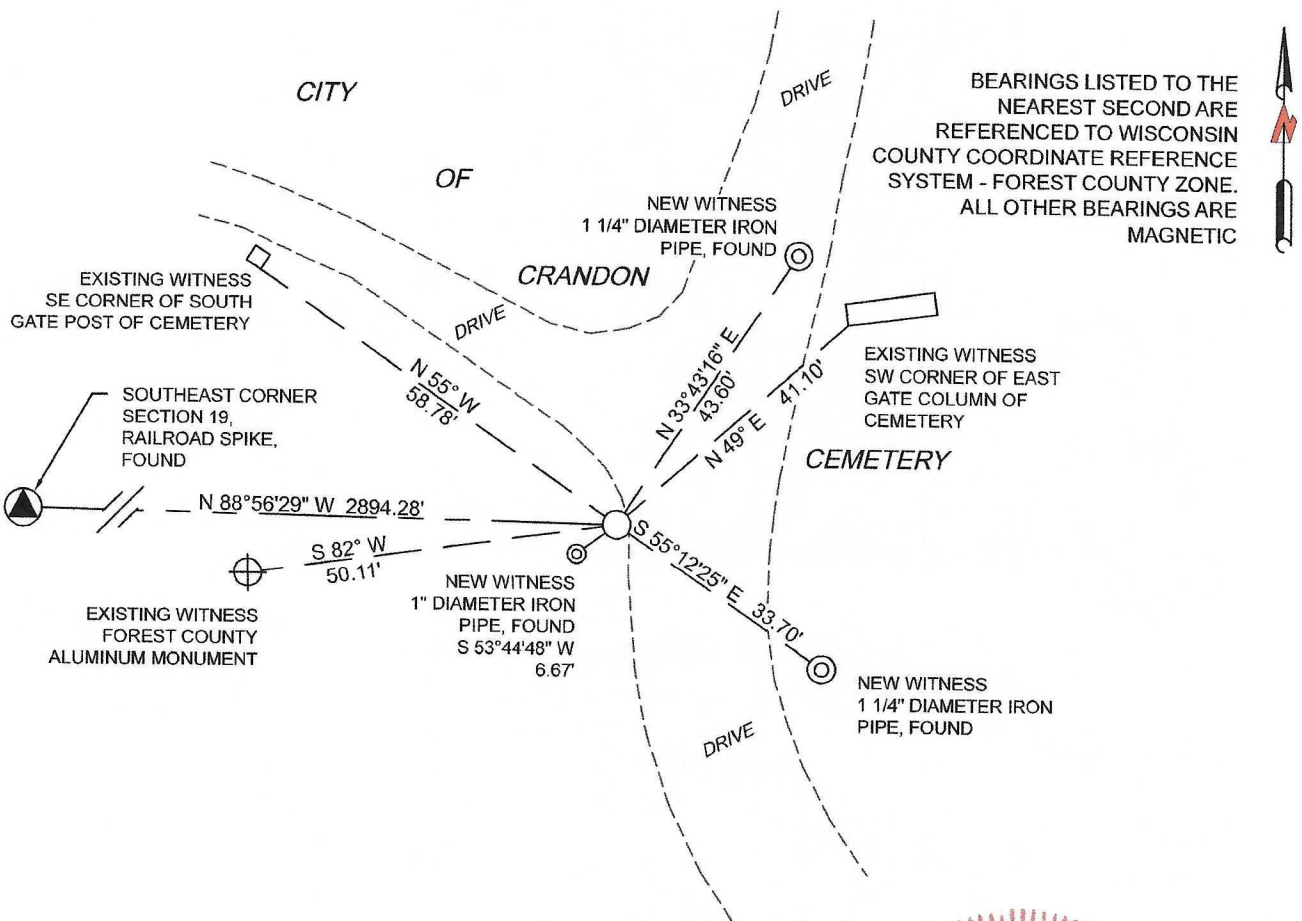 CITY
OF
CRANDON
CEMETERY
DRIVE
BEARINGS LISTED TO THE
NEAREST SECOND ARE
REFERENCED TO WISCONSIN
COUNTY COORDINATE REFERENCE
SYSTEM - FOREST COUNTY ZONE.
ALL OTHER BEARINGS ARE
MAGNETIC
N
NEW WITNESS
1 1/4" DIAMETER IRON
PIPE, FOUND
EXISTING WITNESS
SE CORNER OF SOUTH
GATE POST OF CEMETERY
DRIVE
N 55° W
58.78'
N 33°43'16" E
43.60'
N 49° E 41.10'
EXISTING WITNESS
SW CORNER OF EAST
GATE COLUMN OF
CEMETERY
SOUTHEAST CORNER
SECTION 19,
RAILROAD SPIKE,
FOUND
N 88°56'29" W 2894.28'
S 82° W
50.11'
S 55°12'25" E 33.70'
EXISTING WITNESS
FOREST COUNTY
ALUMINUM MONUMENT
NEW WITNESS
1" DIAMETER IRON
PIPE, FOUND
S 53°44'48" W
6.67'
NEW WITNESS
1 1/4" DIAMETER IRON
PIPE, FOUND
DRIVE